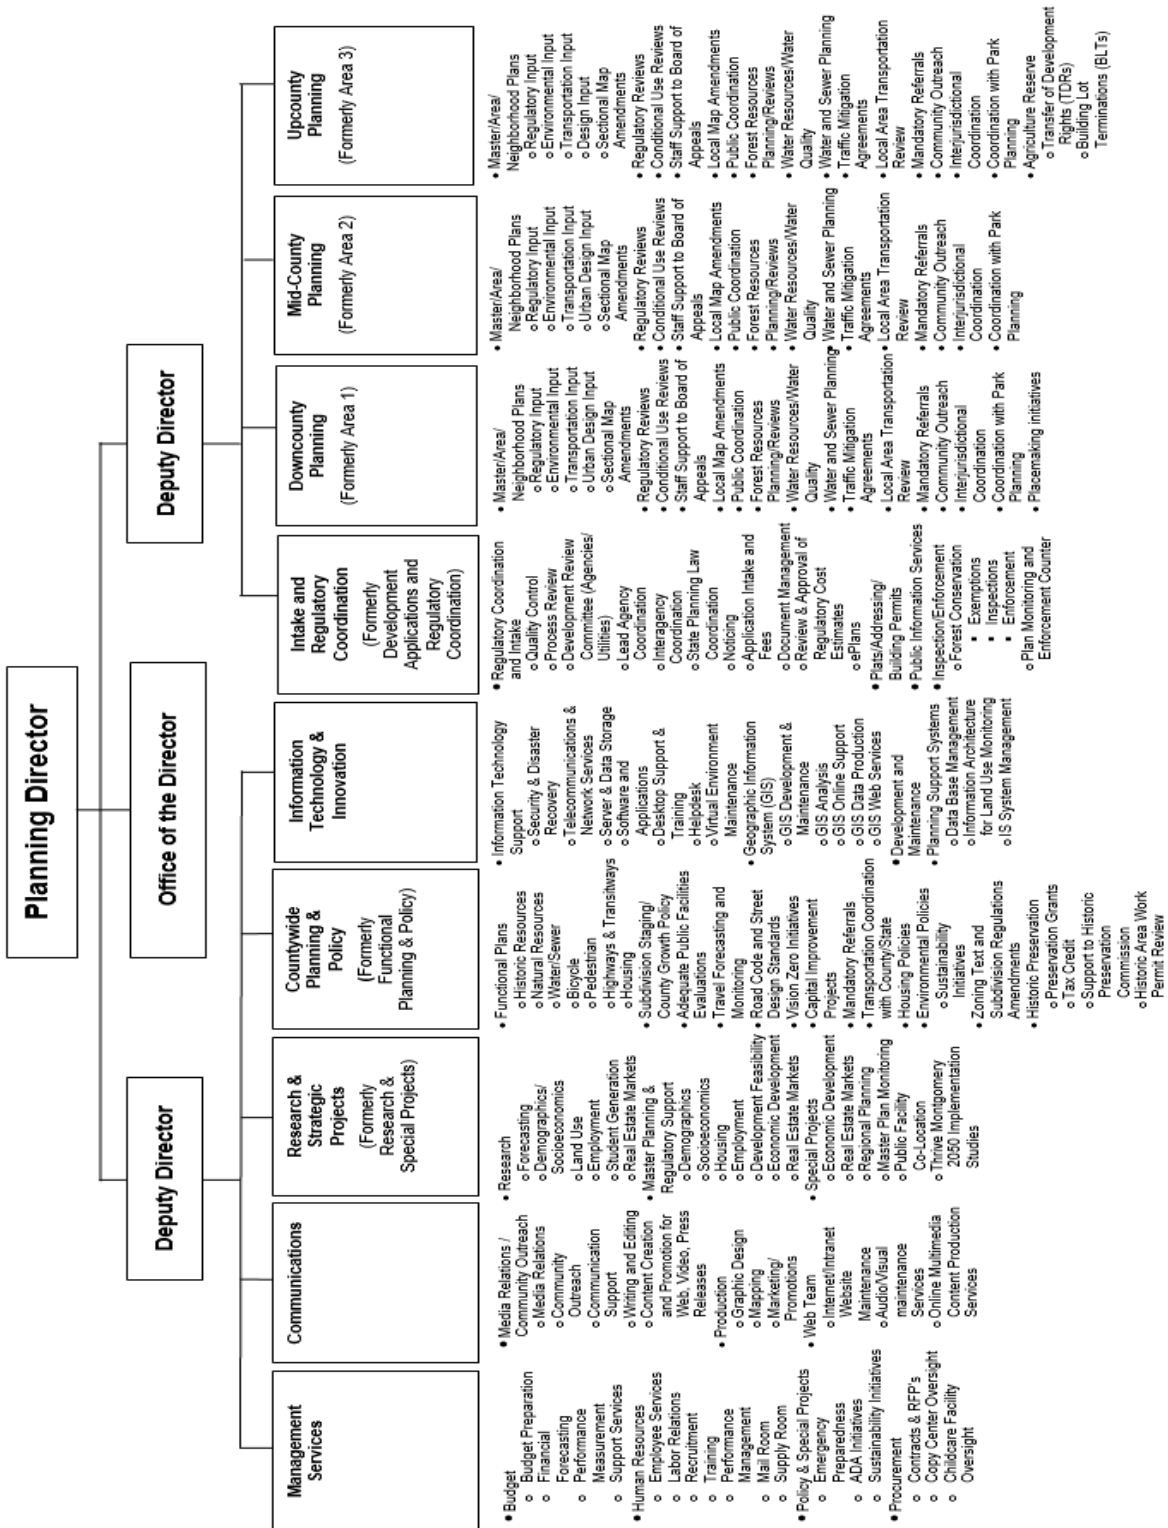 Planning Director
Deputy Director
Office of the Director
Deputy Director
Management
Services
• Budget
o Budget Preparation
o Financial
Forecasting
o Performance
Measurement
o Support Services
• Human Resources
o Employee Services
o Labor Relations
o Recruitment
o Training
o Performance
Management
o Mail Room
o Supply Room
• Policy & Special Projects
o Emergency
Preparedness
o ADA Initiatives
o Sustainability Initiatives
• Procurement
o Contracts & RFP's
o Copy Center Oversight
o Childcare Facility
Oversight
Communications
• Media Relations /
Community Outreach
o Media Relations
o Community
Outreach
o Communication
Support
o Writing and Editing
o Content Creation
and Promotion for
Web, Video, Press
Releases
• Production
o Graphic Design
o Mapping
o Marketing/
Promotions
• Web Team
o Internet/Intranet
Website
Maintenance
o Audio/Visual
maintenance
Services
o Online Multimedia
Content Production
Services
Research &
Strategic
Projects
(Formerly
Research &
Special Projects)
• Research
o Forecasting
o Demographics/
Socioeconomics
o Land Use
o Employment
o Student Generation
o Real Estate Markets
• Master Planning &
Regulatory Support
o Demographics
o Socioeconomics
o Housing
o Employment
o Development Feasibility
o Economic Development
o Real Estate Markets
• Special Projects
o Economic Development
o Real Estate Markets
o Regional Planning
o Master Plan Monitoring
o Public Facility
Co-Location
o Thrive Montgomery
2050 Implementation
Studies
Countywide
Planning &
Policy
(Formerly
Functional
Planning & Policy)
• Functional Plans
o Historic Resources
o Natural Resources
o Water/Sewer
o Bicycle
o Pedestrian
o Highways & Transitways
o Housing
• Subdivision Staging/
County Growth Policy
• Adequate Public Facilities
Evaluations
• Travel Forecasting and
Monitoring
• Road Code and Street
Design Standards
• Vision Zero Initiatives
• Capital Improvement
Projects
• Mandatory Referrals
• Transportation Coordination
with County/State
• Housing Policies
• Environmental Policies
o Sustainability
Initiatives
• Zoning Text and
Subdivision Regulations
Amendments
• Historic Preservation
o Preservation Grants
o Tax Credit
o Support to Historic
Preservation
Commission
o Historic Area Work
Permit Review
Information
Technology &
Innovation
• Information Technology
Support
o Security & Disaster
Recovery
o Telecommunications &
Network Services
o Server & Data Storage
o Software and
Applications
o Desktop Support &
Training
o Helpdesk
o Virtual Environment
Maintenance
• Geographic Information
System (GIS)
o GIS Development &
Maintenance
o GIS Analysis
o GIS Online Support
o GIS Data Production
o GIS Web Services
• Development and
Maintenance
• Planning Support Systems
o Data Base Management
o Information Architecture
for Land Use Monitoring
o IS System Management
Intake and
Regulatory
Coordination
(Formerly
Development
Applications and
Regulatory
Coordination)
• Regulatory Coordination
and Intake
o Quality Control
o Process Review
o Development Review
Committee (Agencies/
Utilities)
o Lead Agency
Coordination
o Interagency
Coordination
o State Planning Law
Coordination
o Noticing
o Application Intake and
Fees
o Document Management
o Review & Approval of
Regulatory Cost
Estimates
o ePlans
• Plats/Addressing/
Building Permits
• Public Information Services
• Inspection/Enforcement
o Forest Conservation
▪ Exemptions
▪ Inspections
▪ Enforcement
o Plan Monitoring and
Enforcement Counter
Downcounty
Planning
(Formerly Area 1)
• Master/Area/
Neighborhood Plans
o Regulatory Input
o Environmental Input
o Transportation Input
o Urban Design Input
o Sectional Map
Amendments
• Regulatory Reviews
• Conditional Use Reviews
• Staff Support to Board of
Appeals
• Local Map Amendments
• Public Coordination
• Forest Resources
Planning/Reviews
• Water Resources/Water
Quality
• Water and Sewer Planning
• Traffic Mitigation
Agreements
• Local Area Transportation
Review
• Mandatory Referrals
• Community Outreach
• Interjurisdictional
Coordination
• Coordination with Park
Planning
• Placemaking initiatives
Mid-County
Planning
(Formerly Area 2)
• Master/Area/
Neighborhood Plans
o Regulatory Input
o Environmental Input
o Transportation Input
o Urban Design Input
o Sectional Map
Amendments
• Regulatory Reviews
• Conditional Use Reviews
• Staff Support to Board of
Appeals
• Local Map Amendments
• Public Coordination
• Forest Resources
• Planning/Reviews
• Water Resources/Water
Quality
• Water and Sewer Planning
• Traffic Mitigation
Agreements
• Local Area Transportation
Review
• Mandatory Referrals
• Community Outreach
• Interjurisdictional
Coordination
• Coordination with Park
Planning
Upcounty
Planning
(Formerly Area 3)
• Master/Area/
Neighborhood Plans
o Regulatory Input
o Environmental Input
o Transportation Input
o Design Input
o Sectional Map
Amendments
• Regulatory Reviews
• Conditional Use Reviews
• Staff Support to Board of
Appeals
• Local Map Amendments
• Public Coordination
• Forest Resources
Planning/Reviews
• Water Resources/Water
Quality
• Water and Sewer Planning
• Traffic Mitigation
Agreements
• Local Area Transportation
Review
• Mandatory Referrals
• Community Outreach
• Interjurisdictional
Coordination
• Coordination with Park
Planning
• Agriculture Reserve
o Transfer of Development
Rights (TDRs)
o Building Lot
Terminations (BLTs)